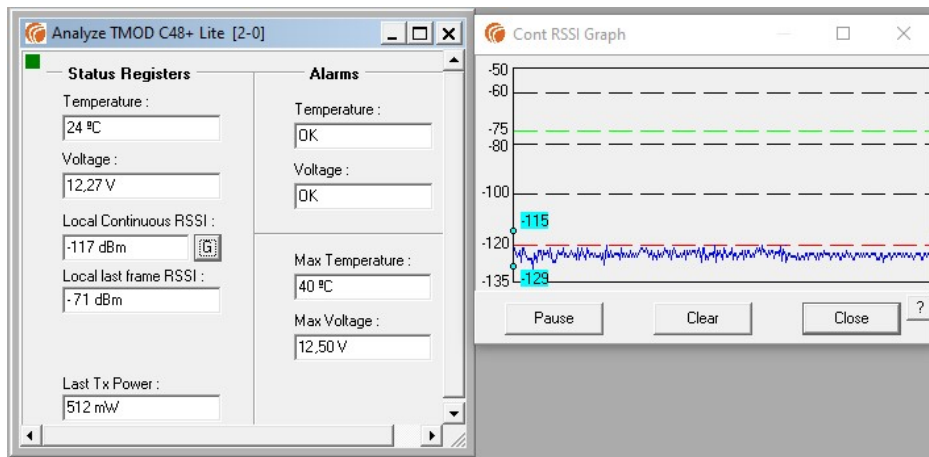 Analyze TMOD C48+ Lite [2-0]
Status Registers
Temperature :
24 ºC
Voltage :
12,27 V
Local Continuous RSSI :
-117 dBm
G
Local last frame RSSI :
-71 dBm
Last Tx Power :
512 mW
Alarms
Temperature :
OK
Voltage :
OK
Max Temperature :
40 ºC
Max Voltage :
12,50 V
Cont RSSI Graph
-50
-60
-75
-80
-100
-115
-120
-129
-135
Pause
Clear
Close
?